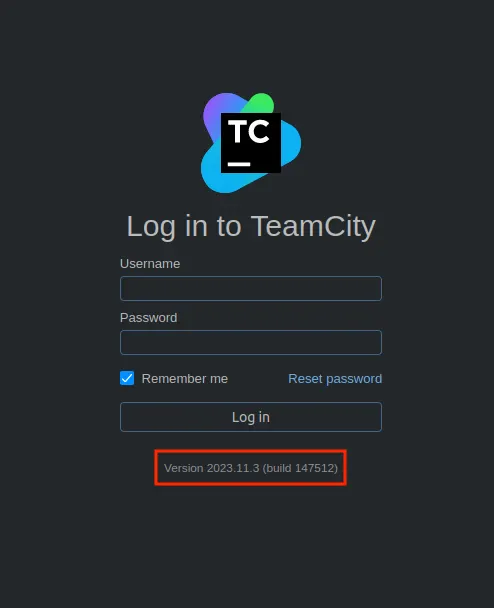 TC
Log in to TeamCity
Username
Password
Remember me Reset password
Log in
Version 2023.11.3 (build 147512)